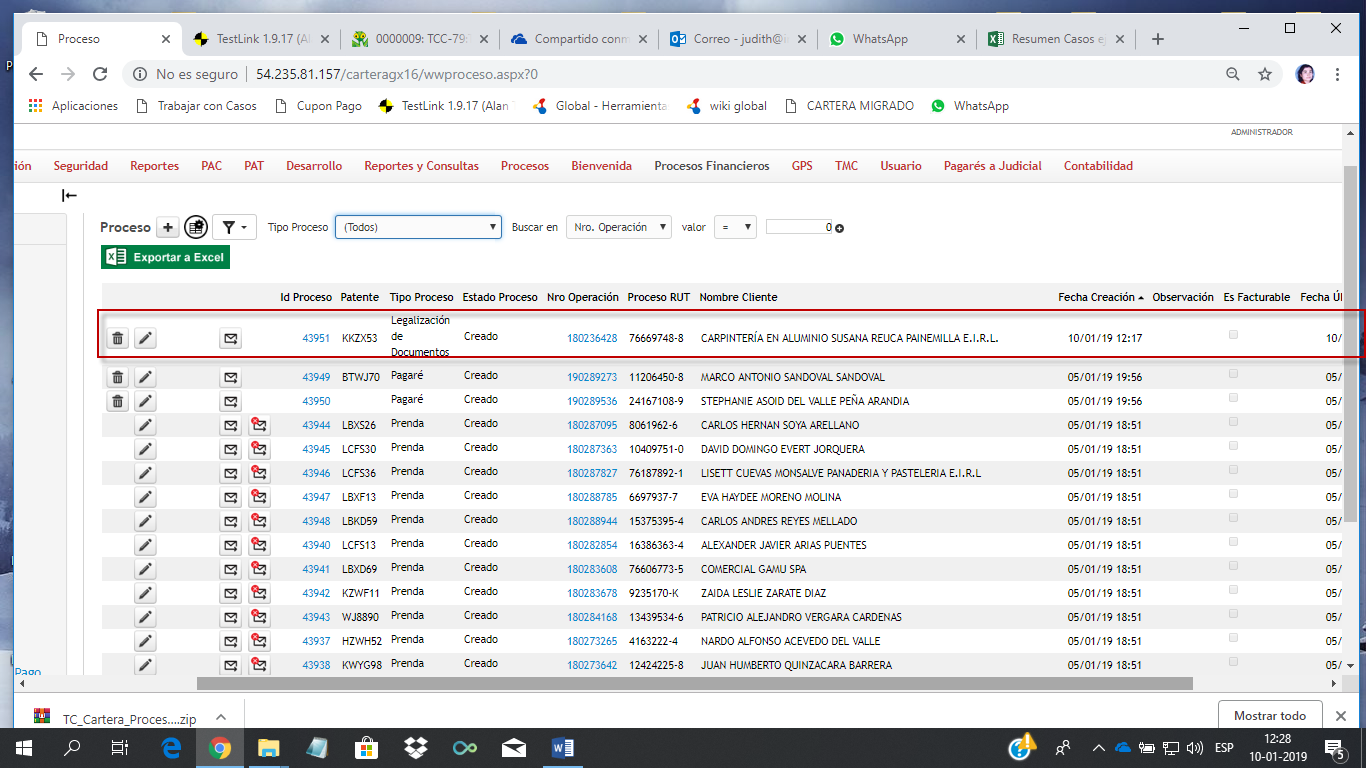 Proceso
TestLink 1.9.17 (Al
0000009: TCC-79:
Compartido conm
Correo - judith@i
WhatsApp
Resumen Casos ej
No es seguro | 54.235.81.157/carteragx16/wwproceso.aspx?0
Aplicaciones Trabajar con Casos Cupon Pago TestLink 1.9.17 (Alan Global - Herramienta wiki global CARTERA MIGRADO WhatsApp
ADMINISTRADOR
ión Seguridad Reportes PAC PAT Desarrollo Reportes y Consultas Procesos Bienvenida Procesos Financieros GPS TMC Usuario Pagarés a Judicial Contabilidad
Proceso Tipo Proceso (Todos) Buscar en Nro. Operación valor = 0
Exportar a Excel
Id Proceso Patente Tipo Proceso Estado Proceso Nro Operación Proceso RUT Nombre Cliente Fecha Creación Observación Es Facturable Fecha Úl
43951 KKZX53 Legalización de Documentos Creado 180236428 76669748-8 CARPINTERÍA EN ALUMINIO SUSANA REUCA PAINEMILLA E.I.R.L. 10/01/19 12:17 10/
43949 BTWJ70 Pagaré Creado 190289273 11206450-8 MARCO ANTONIO SANDOVAL SANDOVAL 05/01/19 19:56 05/
43950 Pagaré Creado 190289536 24167108-9 STEPHANIE ASOID DEL VALLE PEÑA ARANDIA 05/01/19 19:56 05/
43944 LBXS26 Prenda Creado 180287095 8061962-6 CARLOS HERNAN SOYA ARELLANO 05/01/19 18:51 05/
43945 LCFS30 Prenda Creado 180287363 10409751-0 DAVID DOMINGO EVERT JORQUERA 05/01/19 18:51 05/
43946 LCFS36 Prenda Creado 180287827 76187892-1 LISETT CUEVAS MONSALVE PANADERIA Y PASTELERIA E.I.R.L 05/01/19 18:51 05/
43947 LBXF13 Prenda Creado 180288785 6697937-7 EVA HAYDEE MORENO MOLINA 05/01/19 18:51 05/
43948 LBKD59 Prenda Creado 180288944 15375395-4 CARLOS ANDRES REYES MELLADO 05/01/19 18:51 05/
43940 LCFS13 Prenda Creado 180282854 16386363-4 ALEXANDER JAVIER ARIAS PUENTES 05/01/19 18:51 05/
43941 LBXD69 Prenda Creado 180283608 76606773-5 COMERCIAL GAMU SPA 05/01/19 18:51 05/
43942 KZWF11 Prenda Creado 180283678 9235170-K ZAIDA LESLIE ZARATE DIAZ 05/01/19 18:51 05/
43943 WJ8890 Prenda Creado 180284168 13439534-6 PATRICIO ALEJANDRO VERGARA CARDENAS 05/01/19 18:51 05/
43937 HZWH52 Prenda Creado 180273265 4163222-4 NARDO ALFONSO ACEVEDO DEL VALLE 05/01/19 18:51 05/
43938 KWYG98 Prenda Creado 180273642 12424225-8 JUAN HUMBERTO QUINZACARA BARRERA 05/01/19 18:51 05/
Pago
TC_Cartera_Proces....zip
Mostrar todo
ESP
12:28
10-01-2019
5